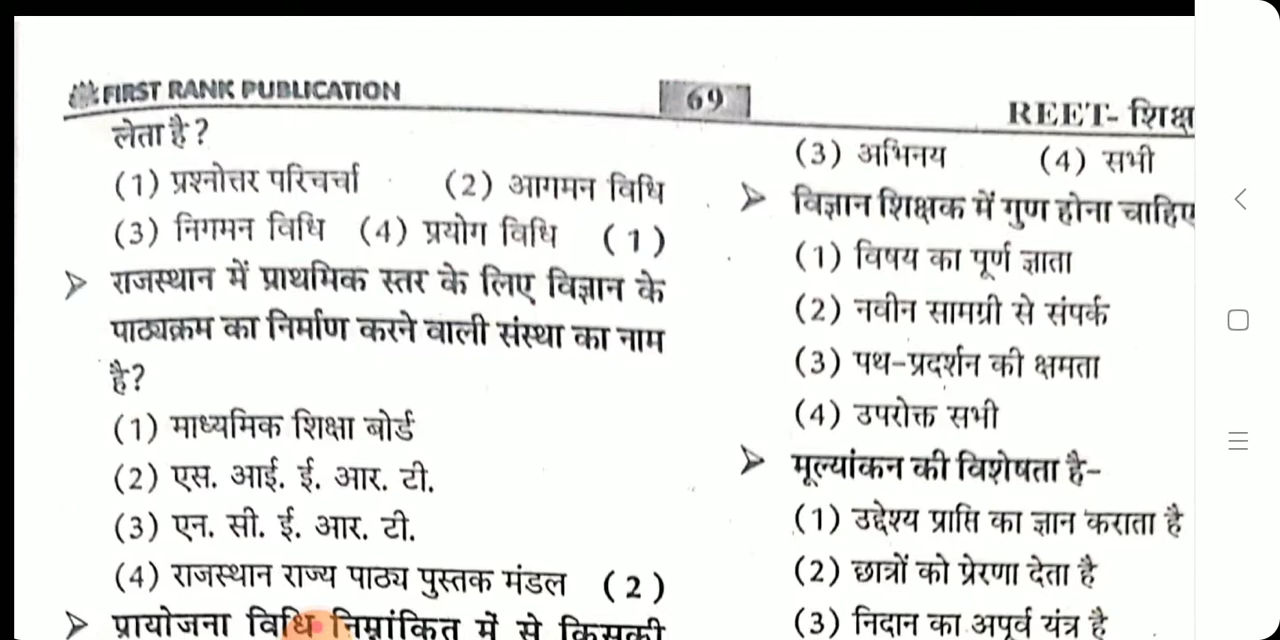 FIRST RANK PUBLICATION
69
REET- शिक्ष
लेता है?
(1) प्रश्नोत्तर परिचर्चा (2) आगमन विधि
(3) निगमन विधि (4) प्रयोग विधि (1)
राजस्थान में प्राथमिक स्तर के लिए विज्ञान के
पाठ्यक्रम का निर्माण करने वाली संस्था का नाम
है?
(1) माध्यमिक शिक्षा बोर्ड
(2) एस. आई. ई. आर. टी.
(3) एन. सी. ई. आर. टी.
(4) राजस्थान राज्य पाठ्य पुस्तक मंडल (2)
प्रायोजना विधि निम्नांकित में से किसकी
(3) अभिनय (4) सभी
विज्ञान शिक्षक में गुण होना चाहिए
(1) विषय का पूर्ण ज्ञाता
(2) नवीन सामग्री से संपर्क
(3) पथ-प्रदर्शन की क्षमता
(4) उपरोक्त सभी
मूल्यांकन की विशेषता है-
(1) उद्देश्य प्राप्ति का ज्ञान कराता है
(2) छात्रों को प्रेरणा देता है
(3) निदान का अपूर्व यंत्र है